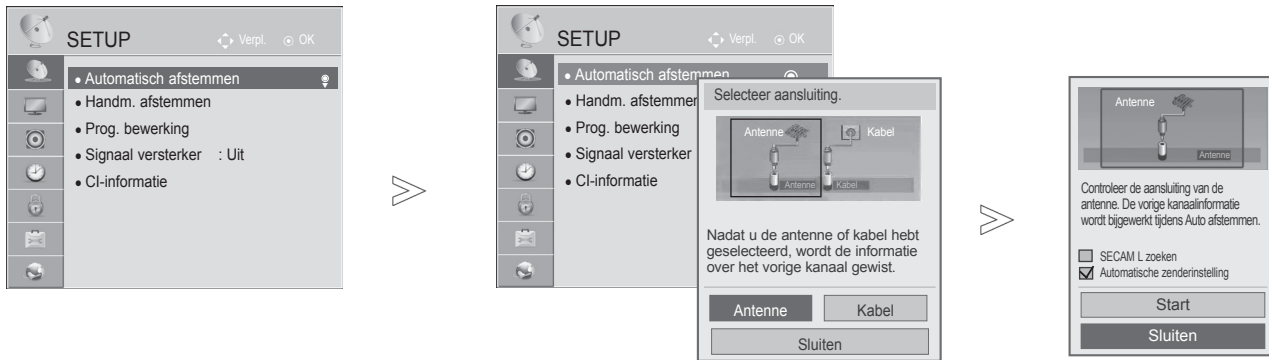 SETUP
Verpl. OK
• Automatisch afstemmen
• Handm. afstemmen
• Prog. bewerking
• Signaal versterker : Uit
• CI-informatie
SETUP
Verpl. OK
• Automatisch afstemmen
• Handm. afstemmen
• Prog. bewerking
• Signaal versterker
• CI-informatie
Selecteer aansluiting.
Antenne Kabel
Antenne Kabel
Nadat u de antenne of kabel hebt
geselecteerd, wordt de informatie
over het vorige kanaal gewist.
Antenne Kabel
Sluiten
Antenne
Antenne
Controleer de aansluiting van de
antenne. De vorige kanaalinformatie
wordt bijgewerkt tijdens Auto afstemmen.
SECAM L zoeken
Automatische zenderinstelling
Start
Sluiten